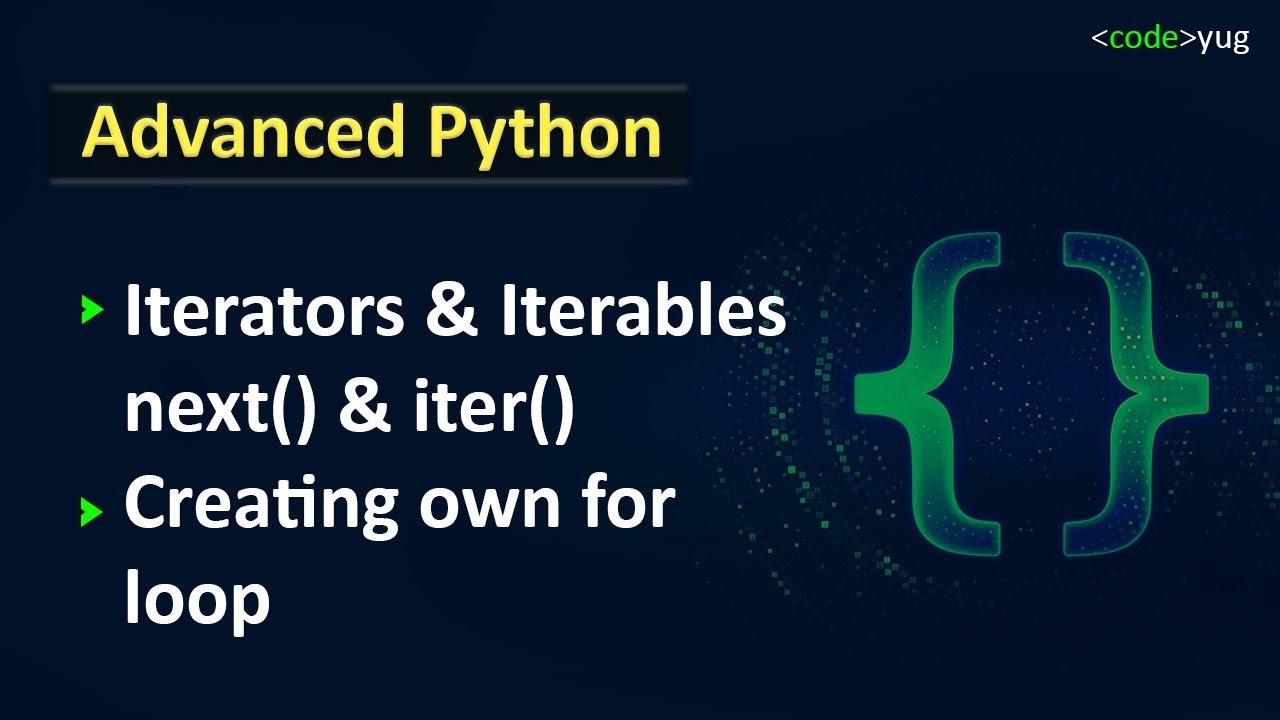 <code>yug
Advanced Python
Iterators & Iterables
next() & iter()
Creating own for
loop